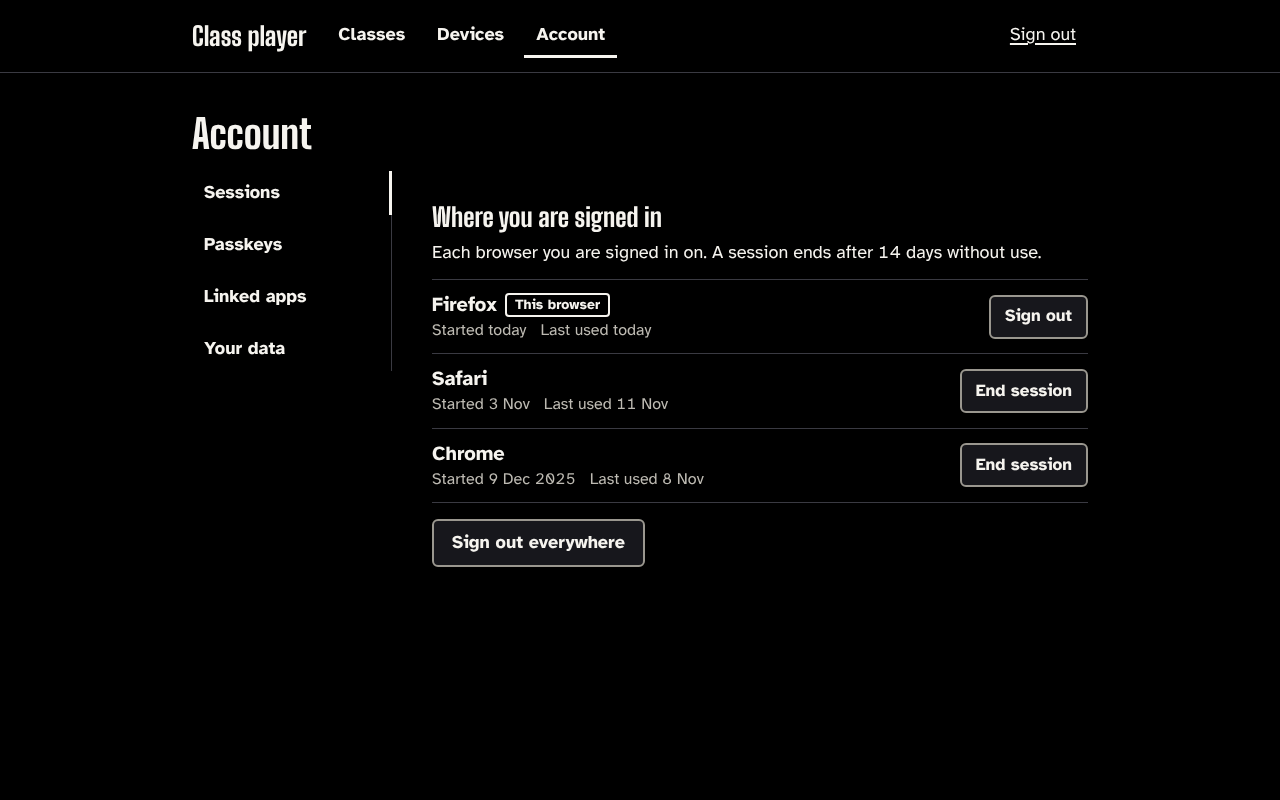 Class player Classes Devices Account Sign out
Account
Sessions
Passkeys
Linked apps
Your data
Where you are signed in
Each browser you are signed in on. A session ends after 14 days without use.
Firefox This browser
Started today Last used today
Sign out
Safari
Started 3 Nov Last used 11 Nov
End session
Chrome
Started 9 Dec 2025 Last used 8 Nov
End session
Sign out everywhere